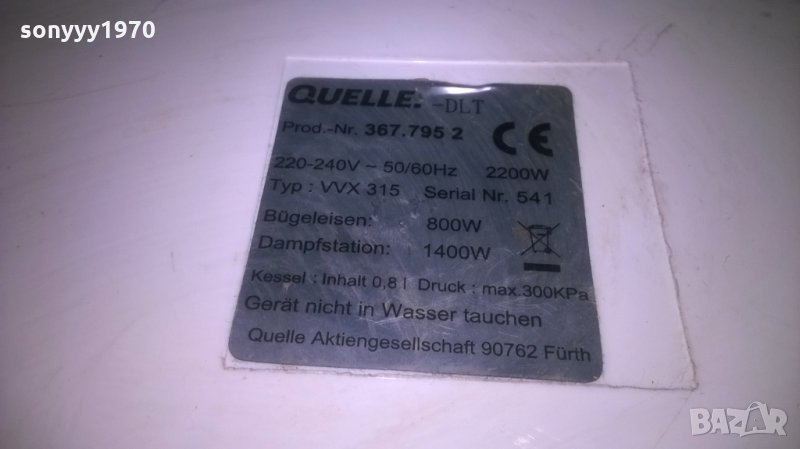 sonyyy1970
QUELLE. -DLT
Prod.-Nr. 367.795 2 CE
220-240V ~ 50/60Hz 2200W
Typ : VVX 315 Serial Nr. 541
Bügeleisen: 800W
Dampfstation: 1400W
Kessel : Inhalt 0,8 l Druck : max.300KPa
Gerät nicht in Wasser tauchen
Quelle Aktiengesellschaft 90762 Fürth
BAZAR